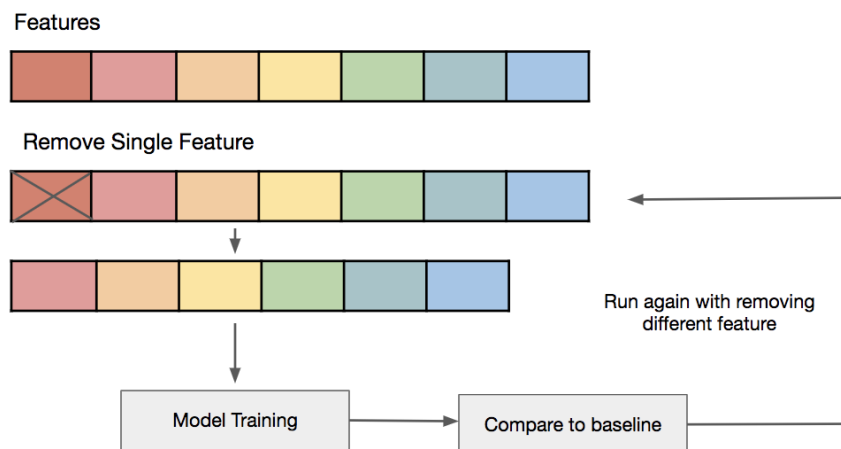 Features
Remove Single Feature
Run again with removing
different feature
Model Training
Compare to baseline